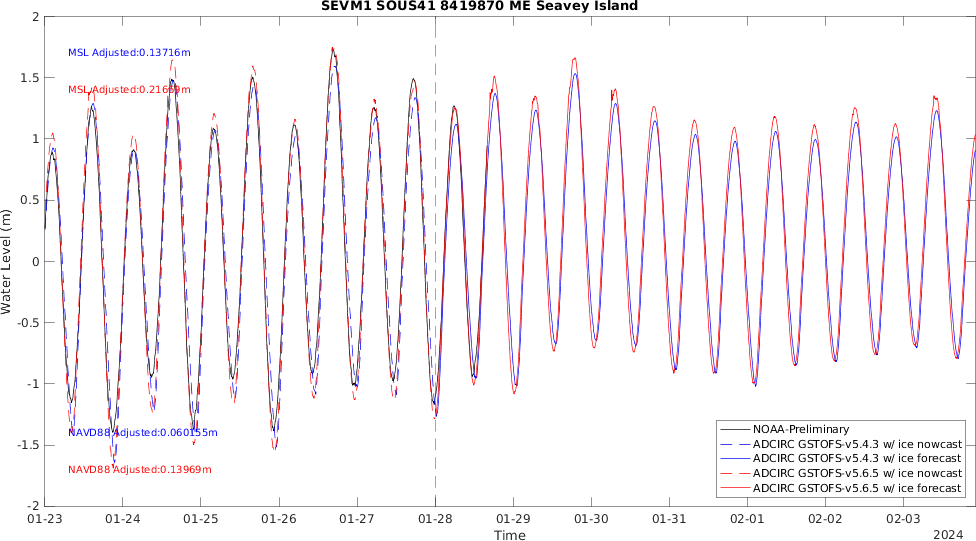 SEVM1 SOUS41 8419870 ME Seavey Island
2
1.5
1
0.5
0
-0.5
-1
-1.5
-2
Water Level (m)
MSL Adjusted:0.13716m
MSL Adjusted:0.21669m
NAVD88 Adjusted:0.060155m
NAVD88 Adjusted:0.13969m
NOAA-Preliminary
ADCIRC GSTOFS-v5.4.3 w/ ice nowcast
ADCIRC GSTOFS-v5.4.3 w/ ice forecast
ADCIRC GSTOFS-v5.6.5 w/ ice nowcast
ADCIRC GSTOFS-v5.6.5 w/ ice forecast
01-23 01-24 01-25 01-26 01-27 01-28 01-29 01-30 01-31 02-01 02-02 02-03
Time
2024